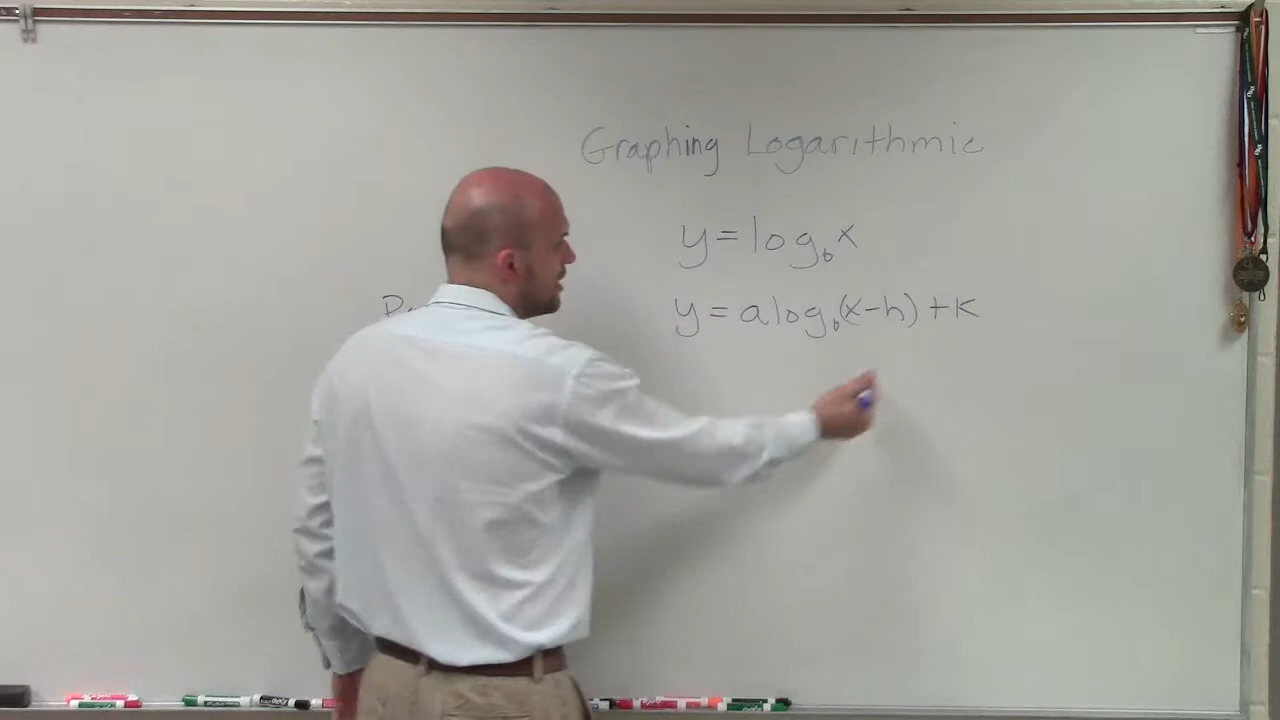 Graphing Logarithmic
y = log_b x
y = a log_b (x-h) + k